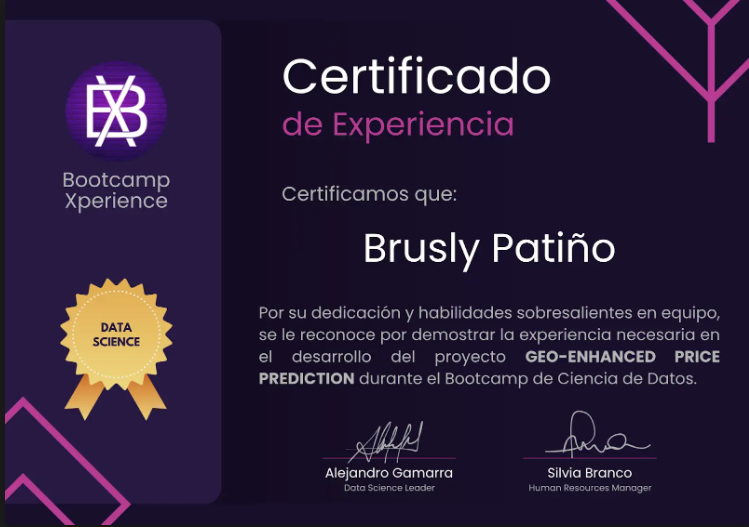 Certificado
de Experiencia
BX
Bootcamp
Xperience
Certificamos que:
Brusly Patiño
DATA
SCIENCE
Por su dedicación y habilidades sobresalientes en equipo,
se le reconoce por demostrar la experiencia necesaria en
el desarrollo del proyecto GEO-ENHANCED PRICE
PREDICTION durante el Bootcamp de Ciencia de Datos.
Alejandro Gamarra
Data Science Leader
Silvia Branco
Human Resources Manager